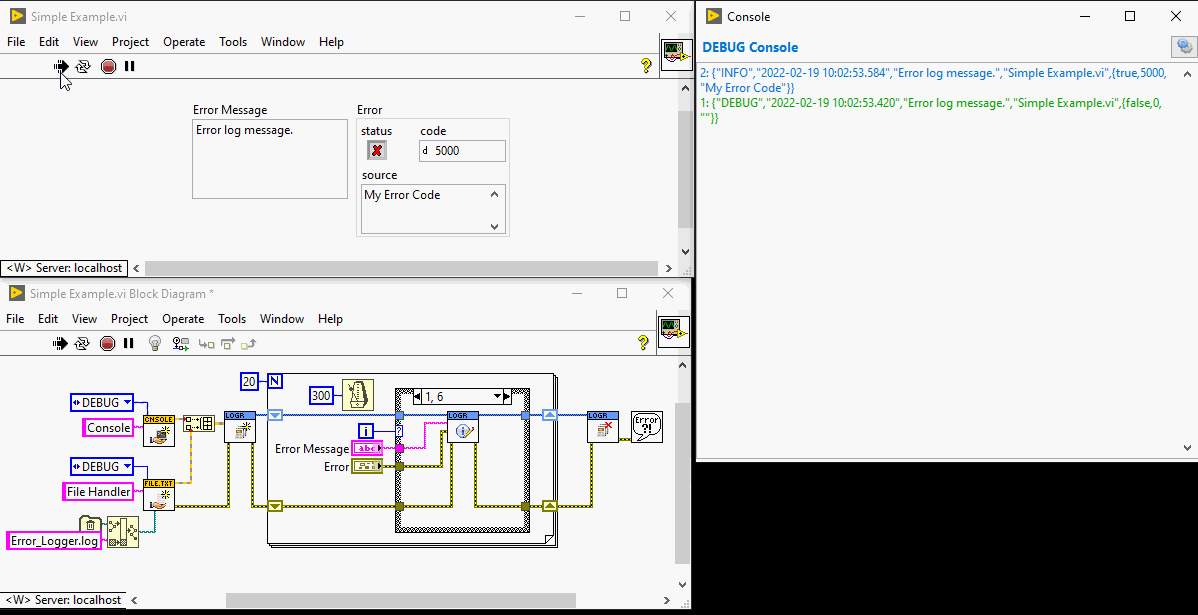 Simple Example.vi
File Edit View Project Operate Tools Window Help
Error Message
Error log message.
Error
status
code
d 5000
source
My Error Code
<W> Server: localhost
Console
DEBUG Console
2: {"INFO","2022-02-19 10:02:53.584","Error log message.","Simple Example.vi",{true,5000,
"My Error Code"}}
1: {"DEBUG","2022-02-19 10:02:53.420","Error log message.","Simple Example.vi",{false,0,
""}}
Simple Example.vi Block Diagram *
File Edit View Project Operate Tools Window Help
20 N
300
1, 6
DEBUG
CNSOLE
Console
LOGR
LOGR
LOGR
Error
?!
i
?
Error Message
abc
Error
DEBUG
FILE.TXT
File Handler
Error_Logger.log
<W> Server: localhost